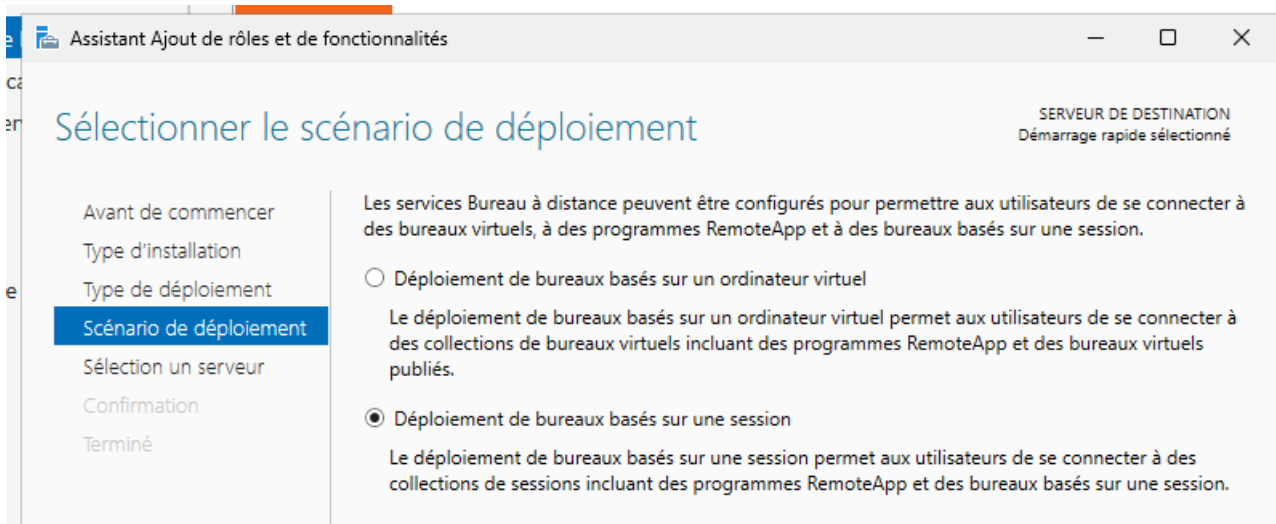 Assistant Ajout de rôles et de fonctionnalités
Sélectionner le scénario de déploiement
SERVEUR DE DESTINATION
Démarrage rapide sélectionné
Avant de commencer
Type d'installation
Type de déploiement
Scénario de déploiement
Sélection un serveur
Confirmation
Terminé
Les services Bureau à distance peuvent être configurés pour permettre aux utilisateurs de se connecter à
des bureaux virtuels, à des programmes RemoteApp et à des bureaux basés sur une session.
Déploiement de bureaux basés sur un ordinateur virtuel
Le déploiement de bureaux basés sur un ordinateur virtuel permet aux utilisateurs de se connecter à
des collections de bureaux virtuels incluant des programmes RemoteApp et des bureaux virtuels
publiés.
Déploiement de bureaux basés sur une session
Le déploiement de bureaux basés sur une session permet aux utilisateurs de se connecter à des
collections de sessions incluant des programmes RemoteApp et des bureaux basés sur une session.